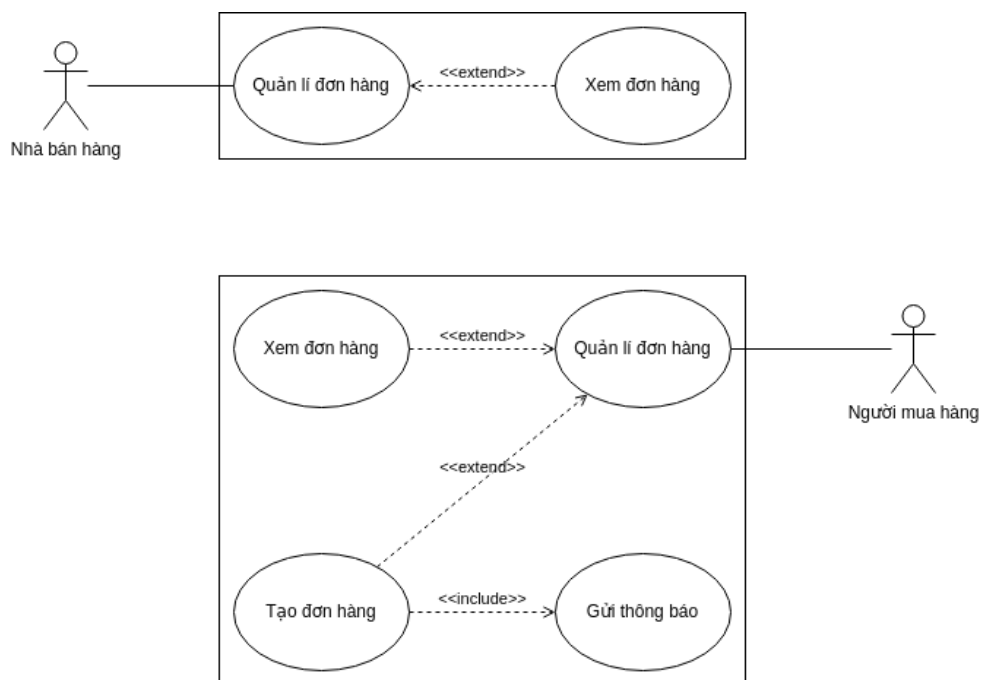 <<extend>>
Quản lí đơn hàng
Xem đơn hàng
Nhà bán hàng
<<extend>>
Xem đơn hàng
Quản lí đơn hàng
Người mua hàng
<<extend>>
<<include>>
Tạo đơn hàng
Gửi thông báo